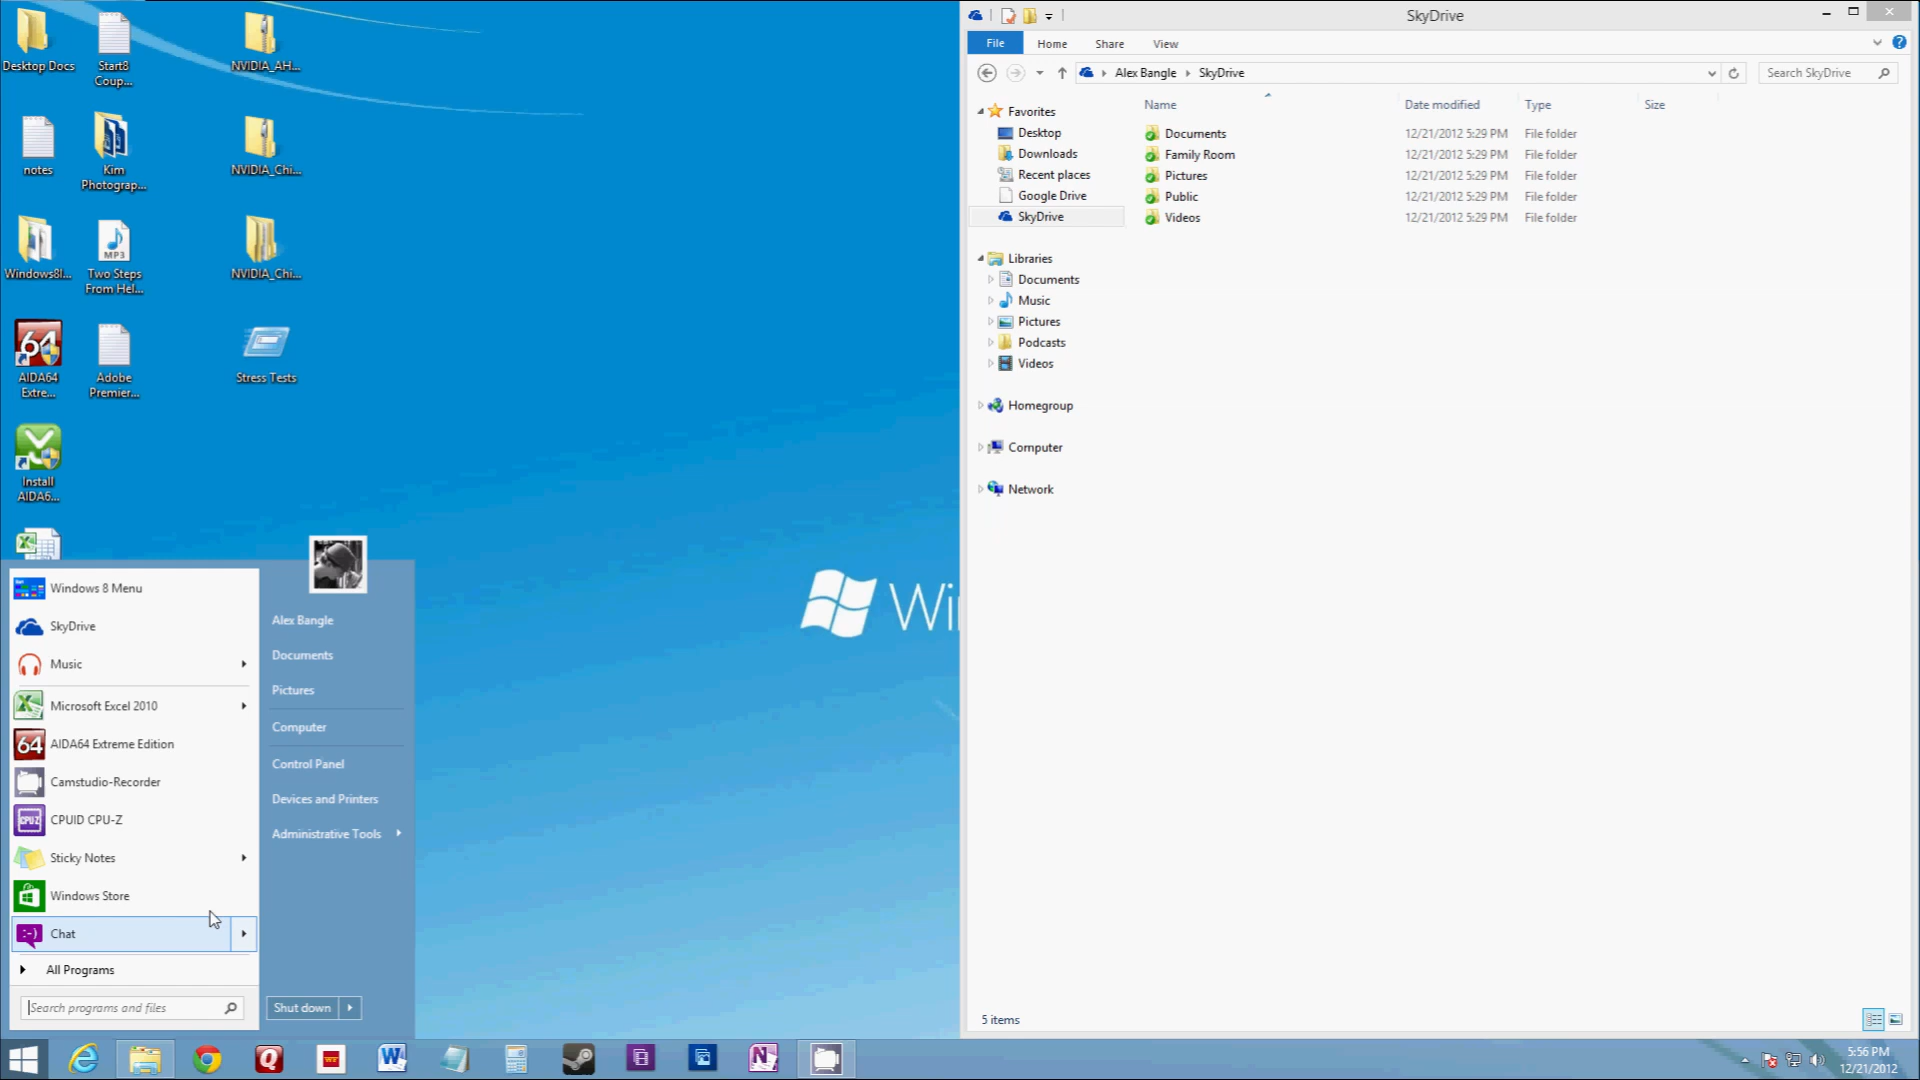 Desktop Docs
Start8
Coup...
NVIDIA_AH...
notes
Kim
Photograp...
NVIDIA_Chi...
Windows8I...
MP3
Two Steps
From Hel...
NVIDIA_Chi...
64
AIDA64
Extre...
Adobe
Premier...
Stress Tests
Install
AIDA6...
Wi
Windows 8 Menu
SkyDrive
Music
Microsoft Excel 2010
64
AIDA64 Extreme Edition
Camstudio-Recorder
CPUZ
CPUID CPU-Z
Sticky Notes
Windows Store
:-)
Chat
All Programs
Search programs and files
Alex Bangle
Documents
Pictures
Computer
Control Panel
Devices and Printers
Administrative Tools
Shut down
SkyDrive
File
Home
Share
View
Alex Bangle
SkyDrive
Search SkyDrive
Favorites
Desktop
Downloads
Recent places
Google Drive
SkyDrive
Libraries
Documents
Music
Pictures
Podcasts
Videos
Homegroup
Computer
Network
Name Date modified Type Size
Documents 12/21/2012 5:29 PM File folder
Family Room 12/21/2012 5:29 PM File folder
Pictures 12/21/2012 5:29 PM File folder
Public 12/21/2012 5:29 PM File folder
Videos 12/21/2012 5:29 PM File folder
5 items
5:56 PM
12/21/2012